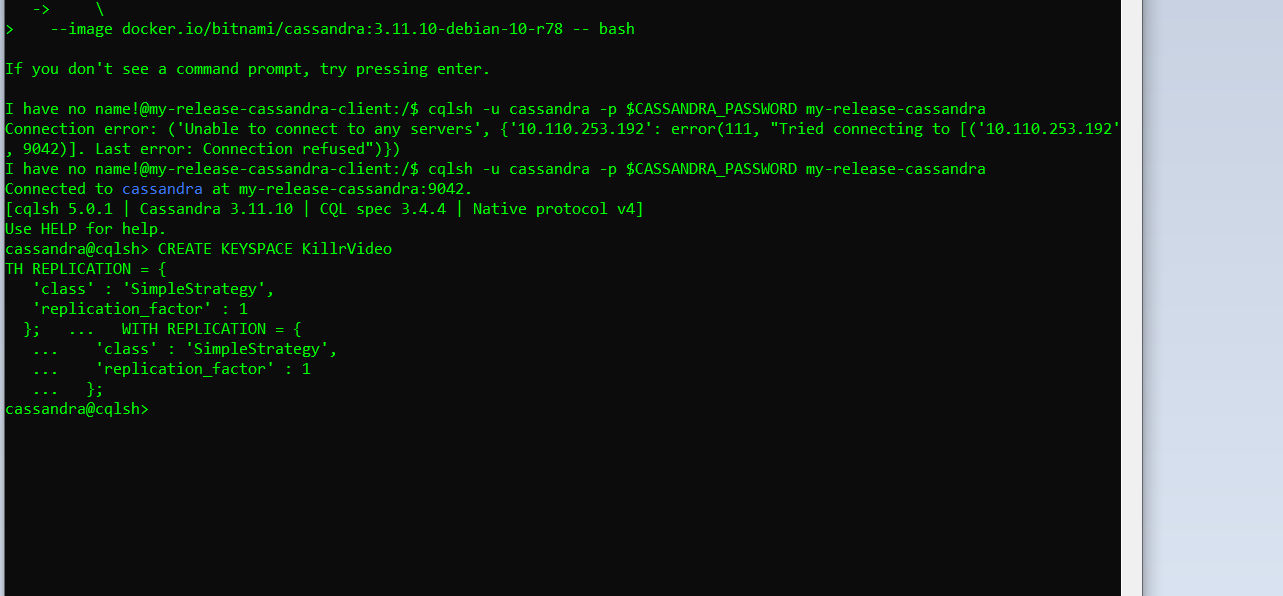 ->     \
>    --image docker.io/bitnami/cassandra:3.11.10-debian-10-r78 -- bash
If you don't see a command prompt, try pressing enter.
I have no name!@my-release-cassandra-client:/$ cqlsh -u cassandra -p $CASSANDRA_PASSWORD my-release-cassandra
Connection error: ('Unable to connect to any servers', {'10.110.253.192': error(111, "Tried connecting to [('10.110.253.192'
, 9042)]. Last error: Connection refused")})
I have no name!@my-release-cassandra-client:/$ cqlsh -u cassandra -p $CASSANDRA_PASSWORD my-release-cassandra
Connected to cassandra at my-release-cassandra:9042.
[cqlsh 5.0.1 | Cassandra 3.11.10 | CQL spec 3.4.4 | Native protocol v4]
Use HELP for help.
cassandra@cqlsh> CREATE KEYSPACE KillrVideo
TH REPLICATION = {
   'class' : 'SimpleStrategy',
   'replication_factor' : 1
  };   ...   WITH REPLICATION = {
   ...    'class' : 'SimpleStrategy',
   ...    'replication_factor' : 1
   ...   };
cassandra@cqlsh>